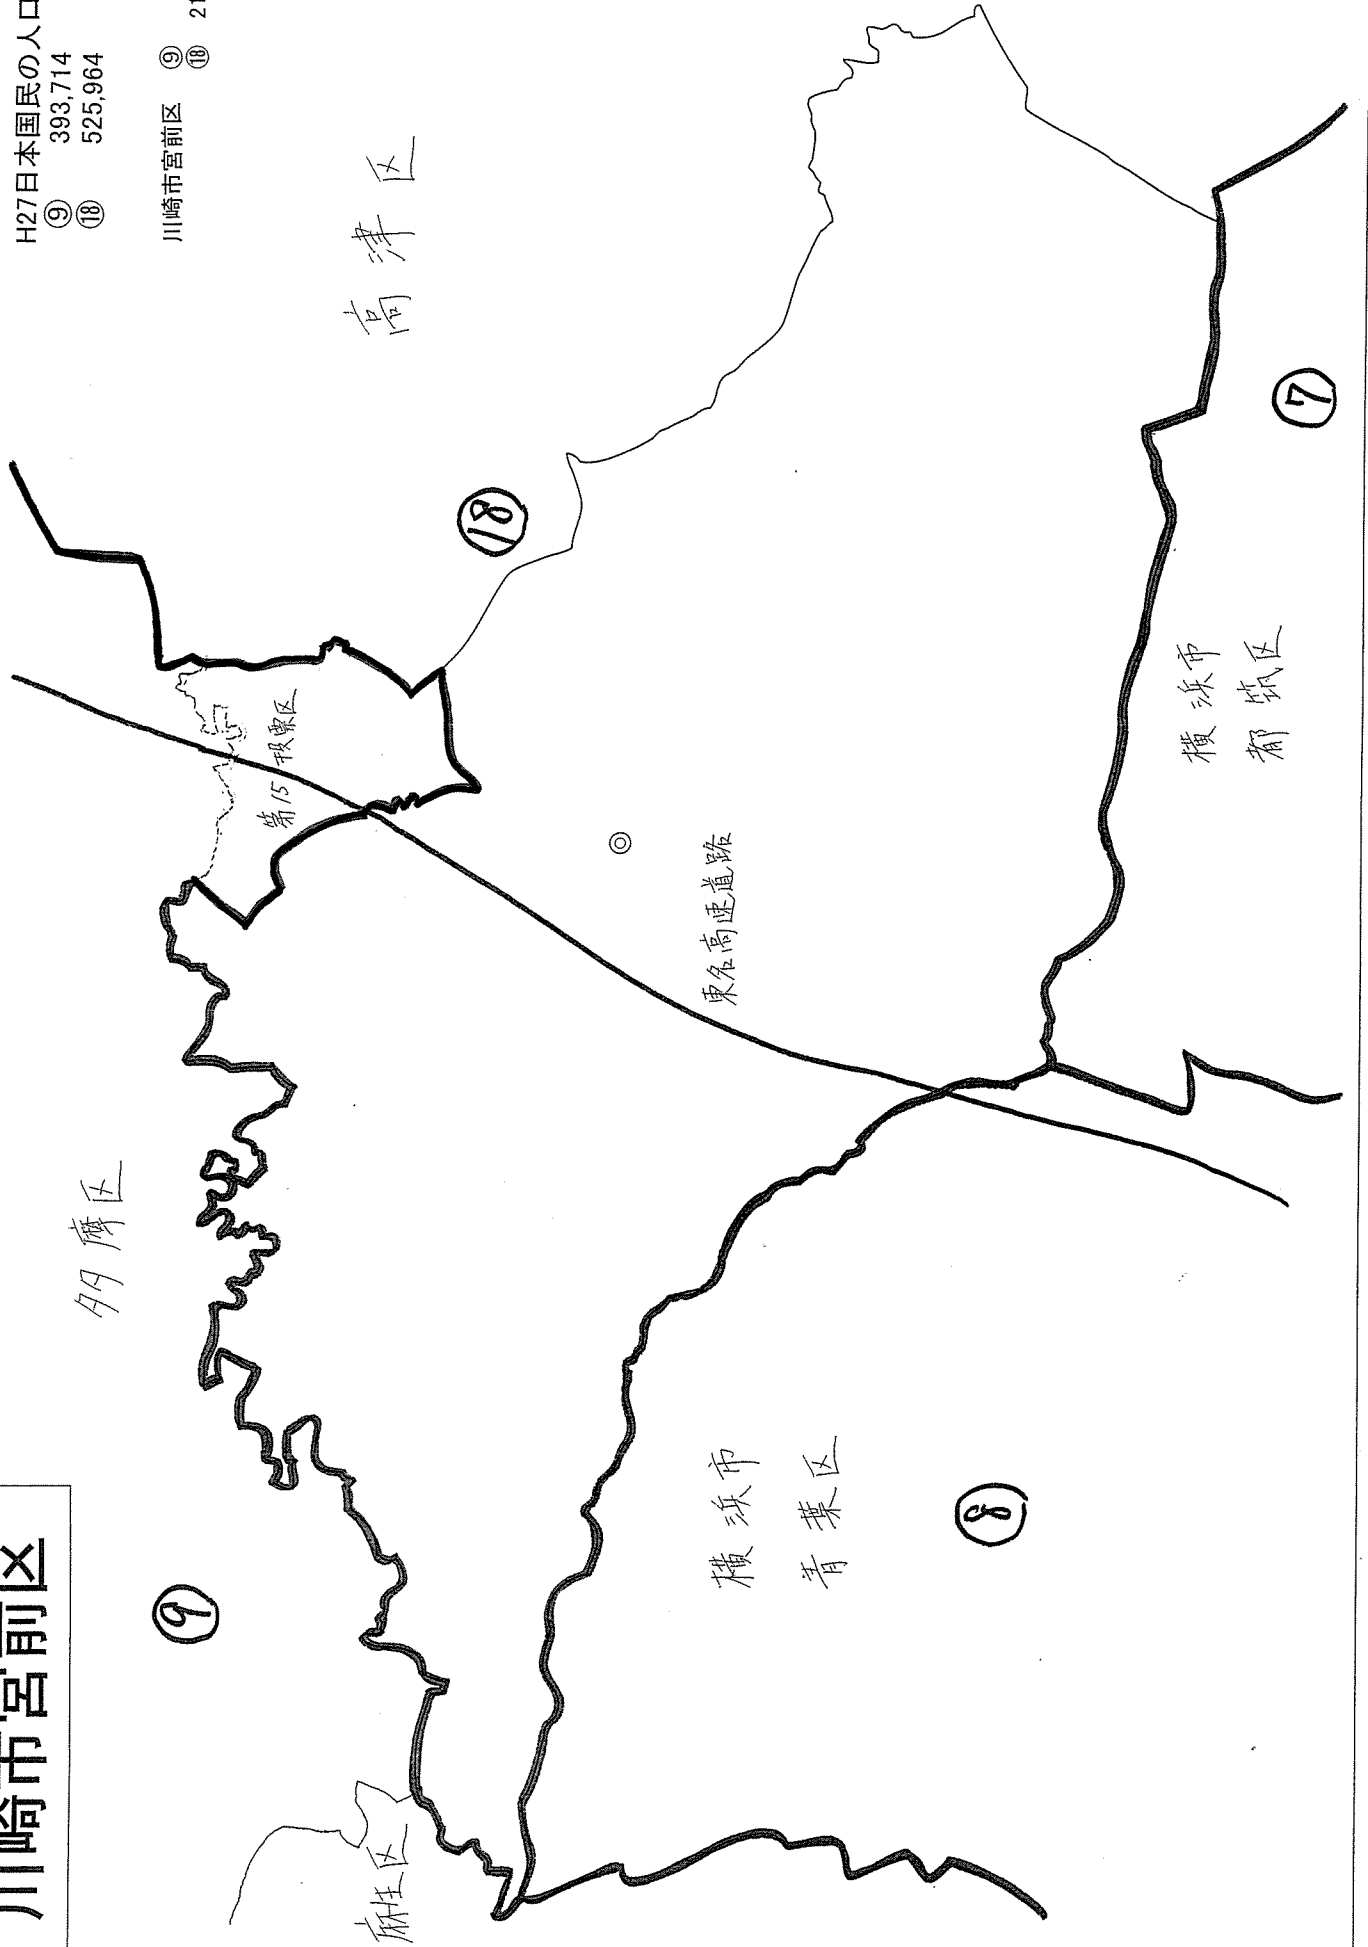 川崎市宮前区
H27日本国民の人口
⑨ 393,714
⑱ 525,964
川崎市宮前区 ⑨
⑱ 21
多摩区
高津区
⑨
⑱
第15投票区
麻生区
◎
東名高速道路
横浜市
青葉区
⑧
横浜市
都筑区
⑦